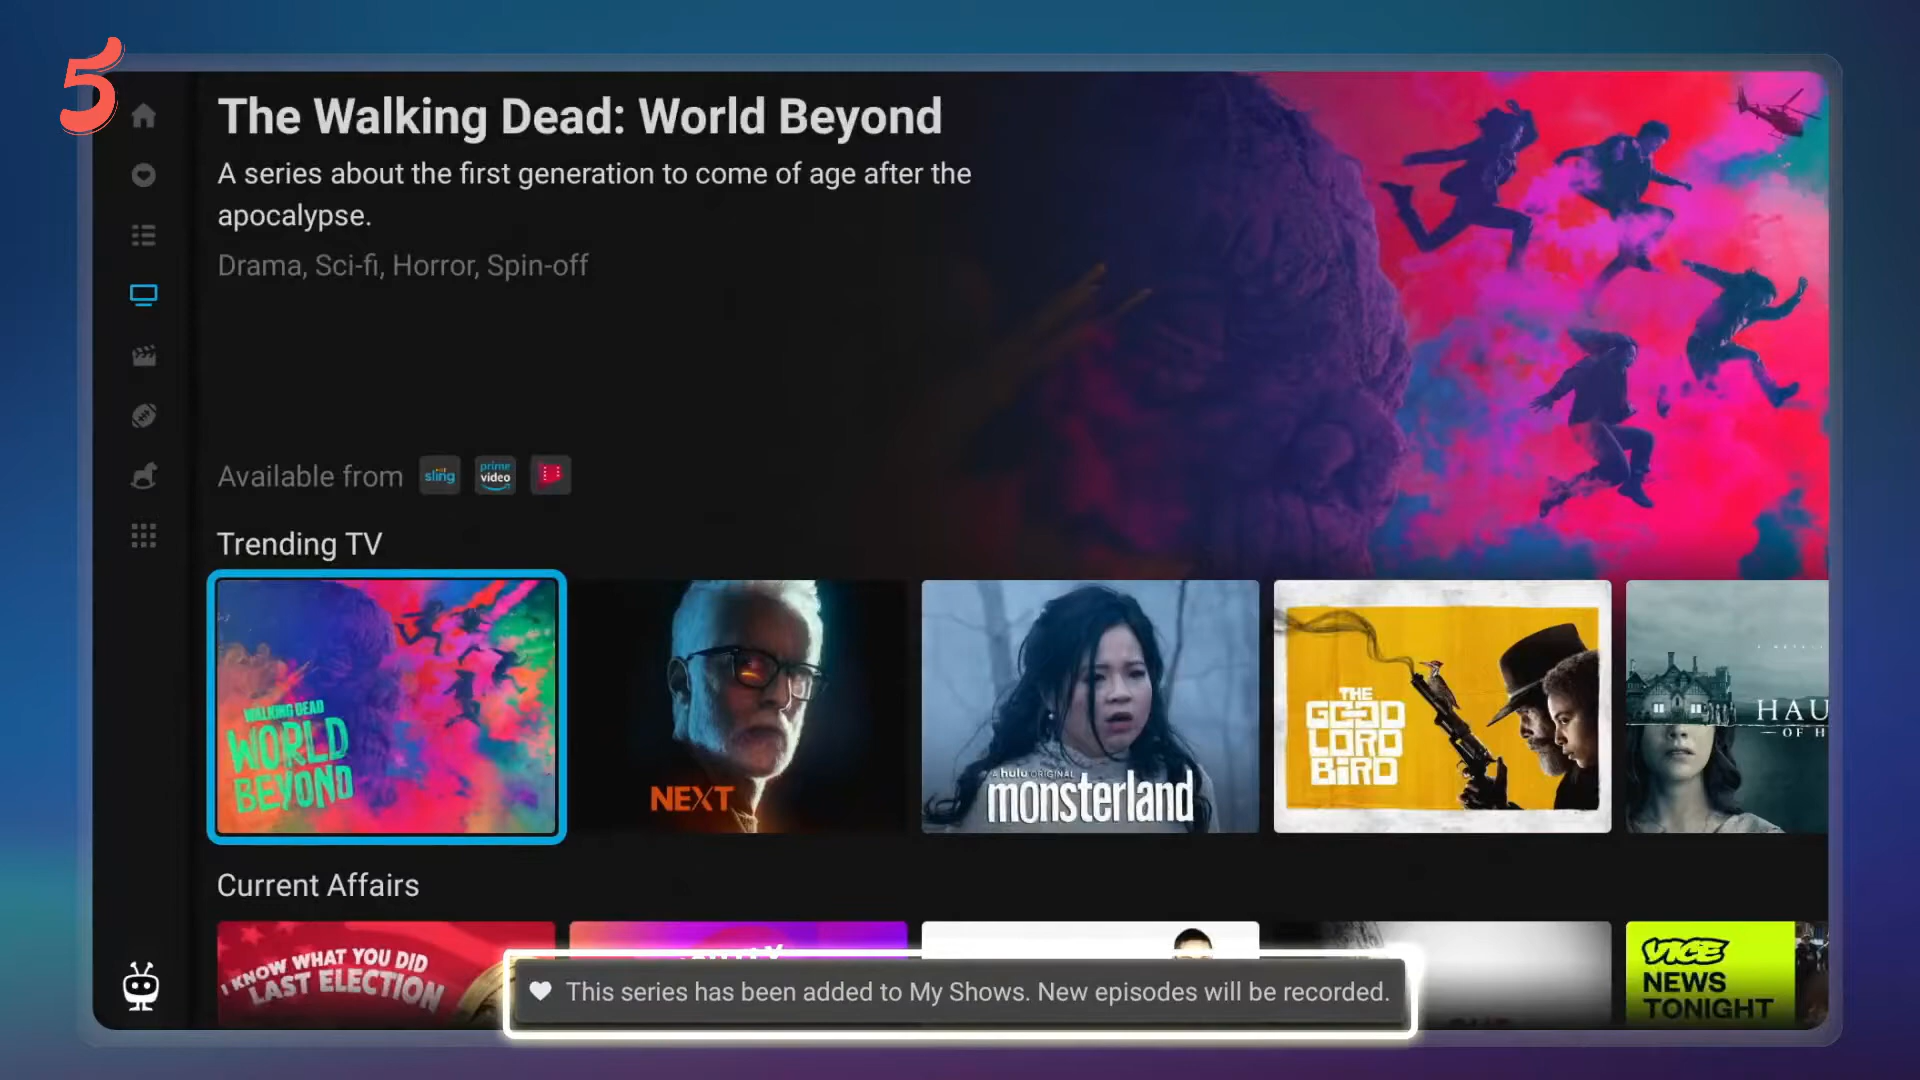 5
The Walking Dead: World Beyond
A series about the first generation to come of age after the
apocalypse.
Drama, Sci-fi, Horror, Spin-off
Available from
sling
prime
video
Trending TV
WALKING DEAD
WORLD
BEYOND
NEXT
A hulu ORIGINAL
monsterland
THE
GOOD
LORD
BIRD
HAU
OF H
Current Affairs
I KNOW WHAT YOU DID
LAST ELECTION
VICE
NEWS
TONIGHT
This series has been added to My Shows. New episodes will be recorded.